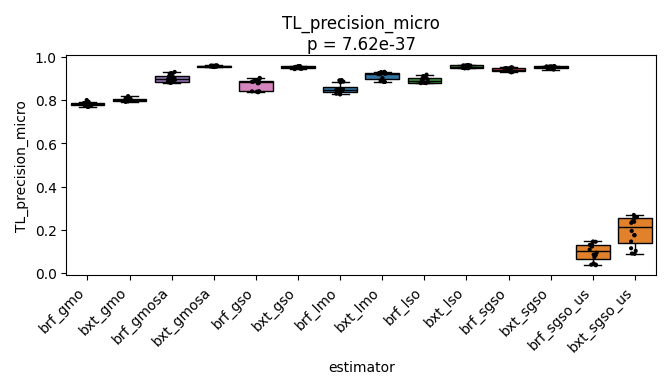 TL_precision_micro
p = 7.62e-37
TL_precision_micro
1.0
0.8
0.6
0.4
0.2
0.0
brf_gmo
bxt_gmo
brf_gmosa
bxt_gmosa
brf_gso
bxt_gso
brf_lmo
bxt_lmo
brf_lso
bxt_lso
brf_sgso
bxt_sgso
brf_sgso_us
bxt_sgso_us
estimator